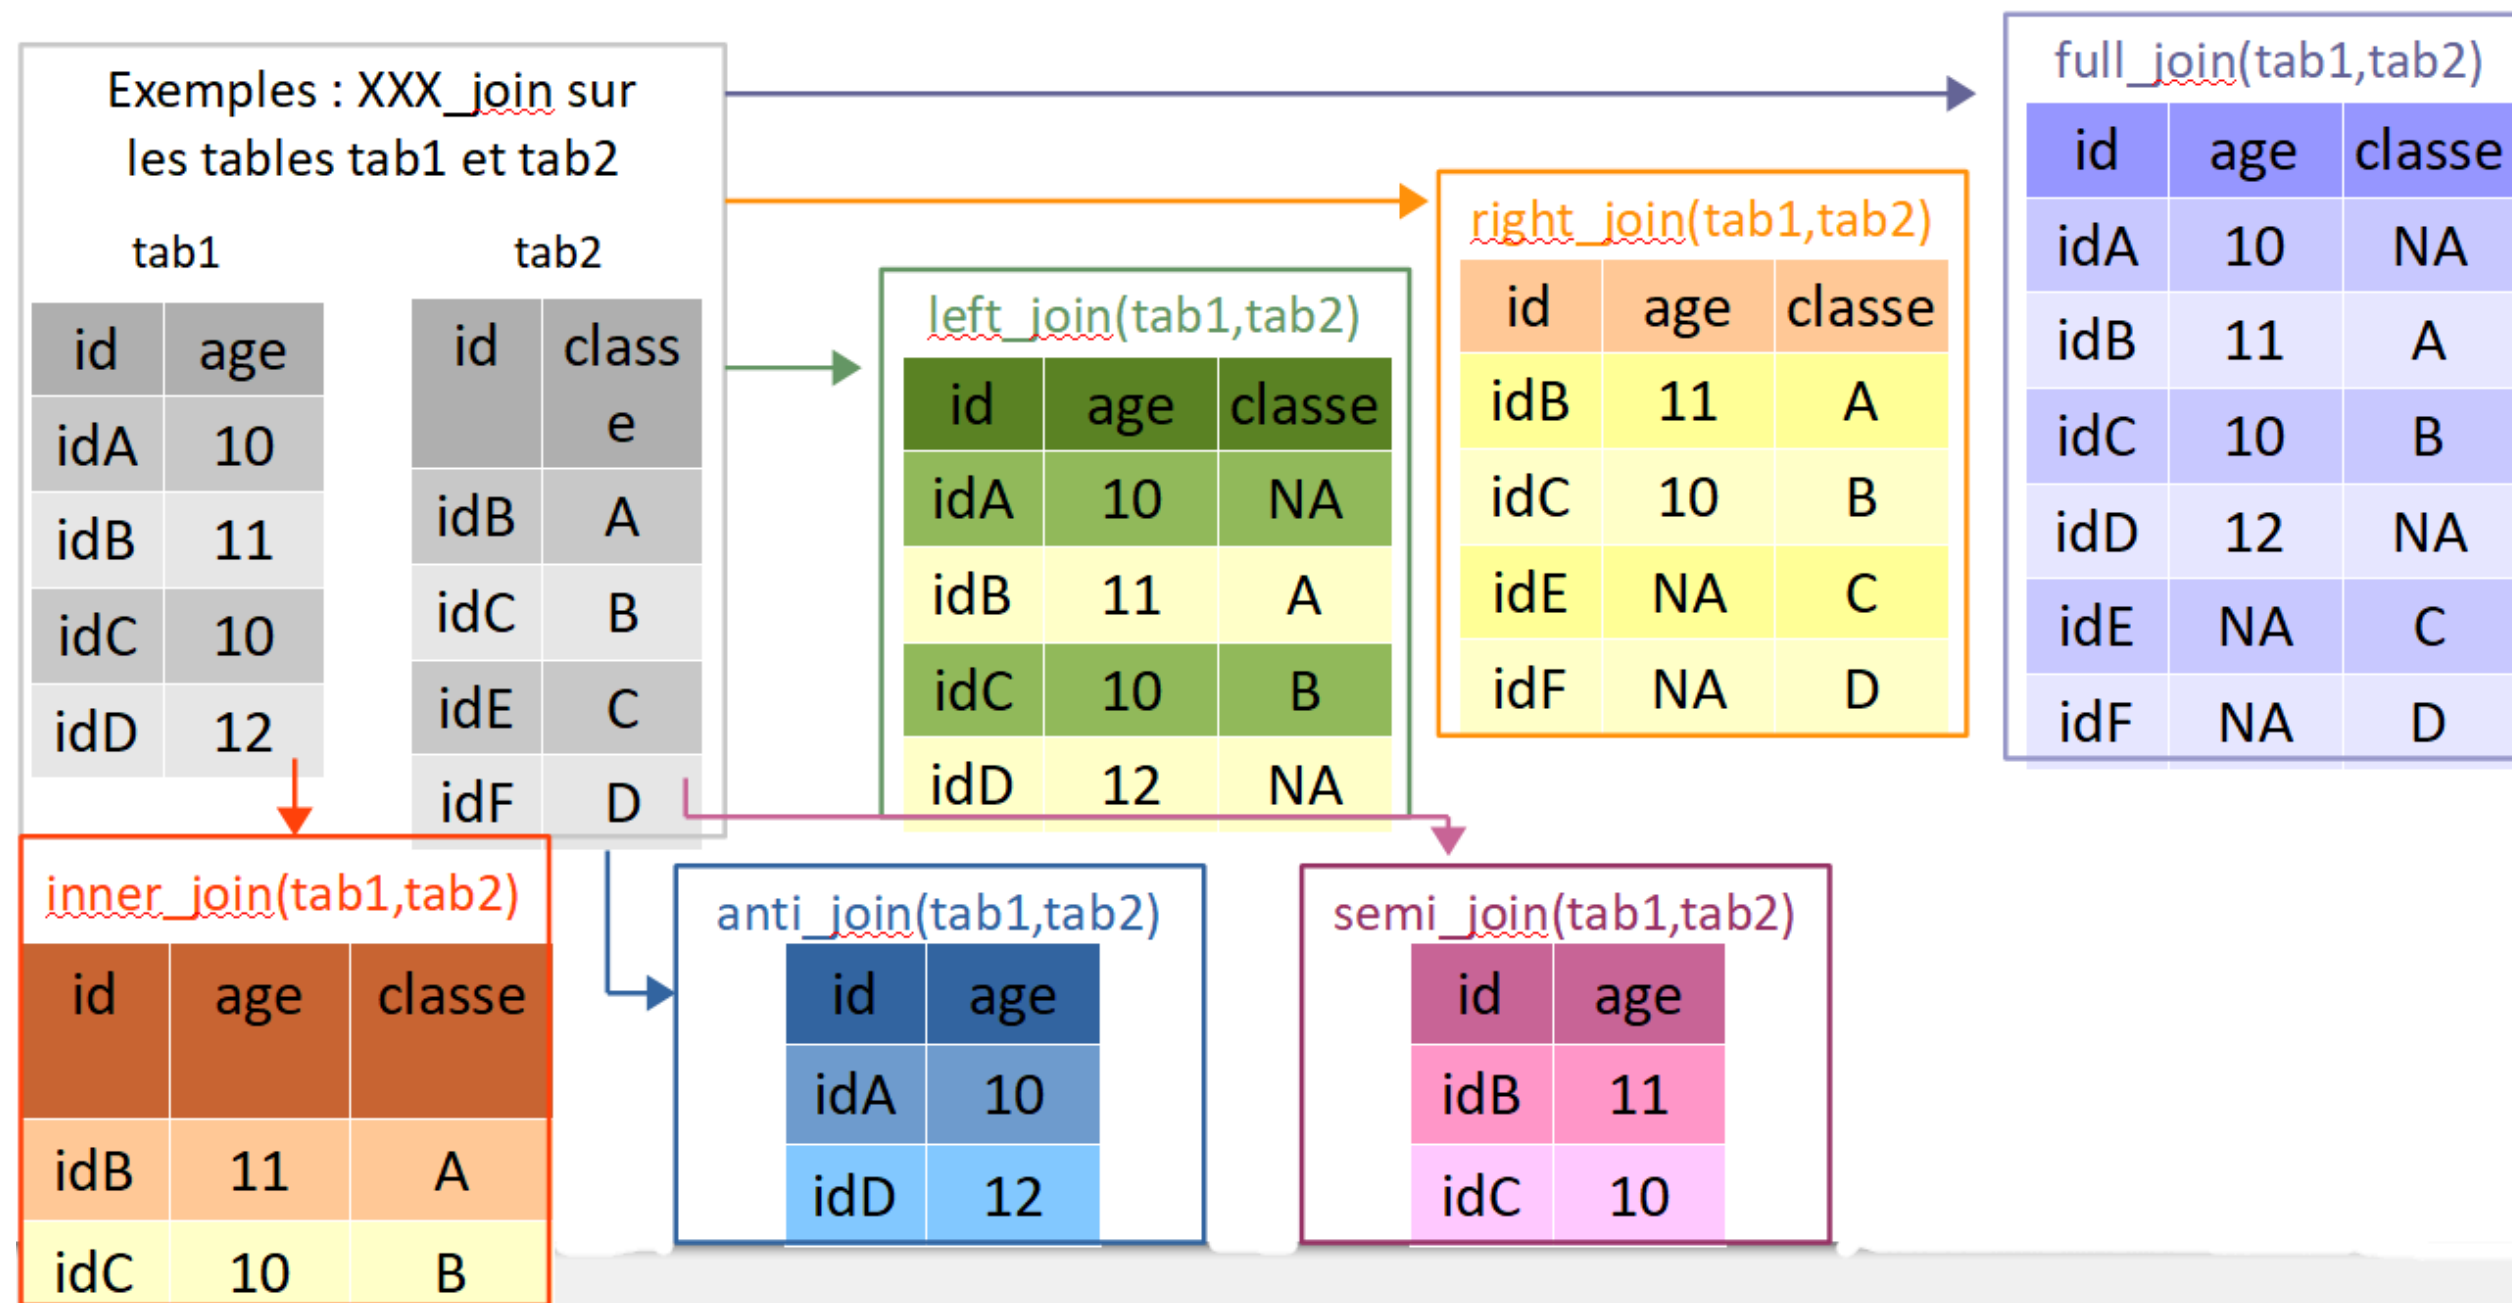 Exemples : XXX_join sur
les tables tab1 et tab2
tab1
id age
idA 10
idB 11
idC 10
idD 12
tab2
id class
e
idB A
idC B
idE C
idF D
left_join(tab1,tab2)
id age classe
idA 10 NA
idB 11 A
idC 10 B
idD 12 NA
right_join(tab1,tab2)
id age classe
idB 11 A
idC 10 B
idE NA C
idF NA D
full_join(tab1,tab2)
id age classe
idA 10 NA
idB 11 A
idC 10 B
idD 12 NA
idE NA C
idF NA D
inner_join(tab1,tab2)
id age classe
idB 11 A
idC 10 B
anti_join(tab1,tab2)
id age
idA 10
idD 12
semi_join(tab1,tab2)
id age
idB 11
idC 10